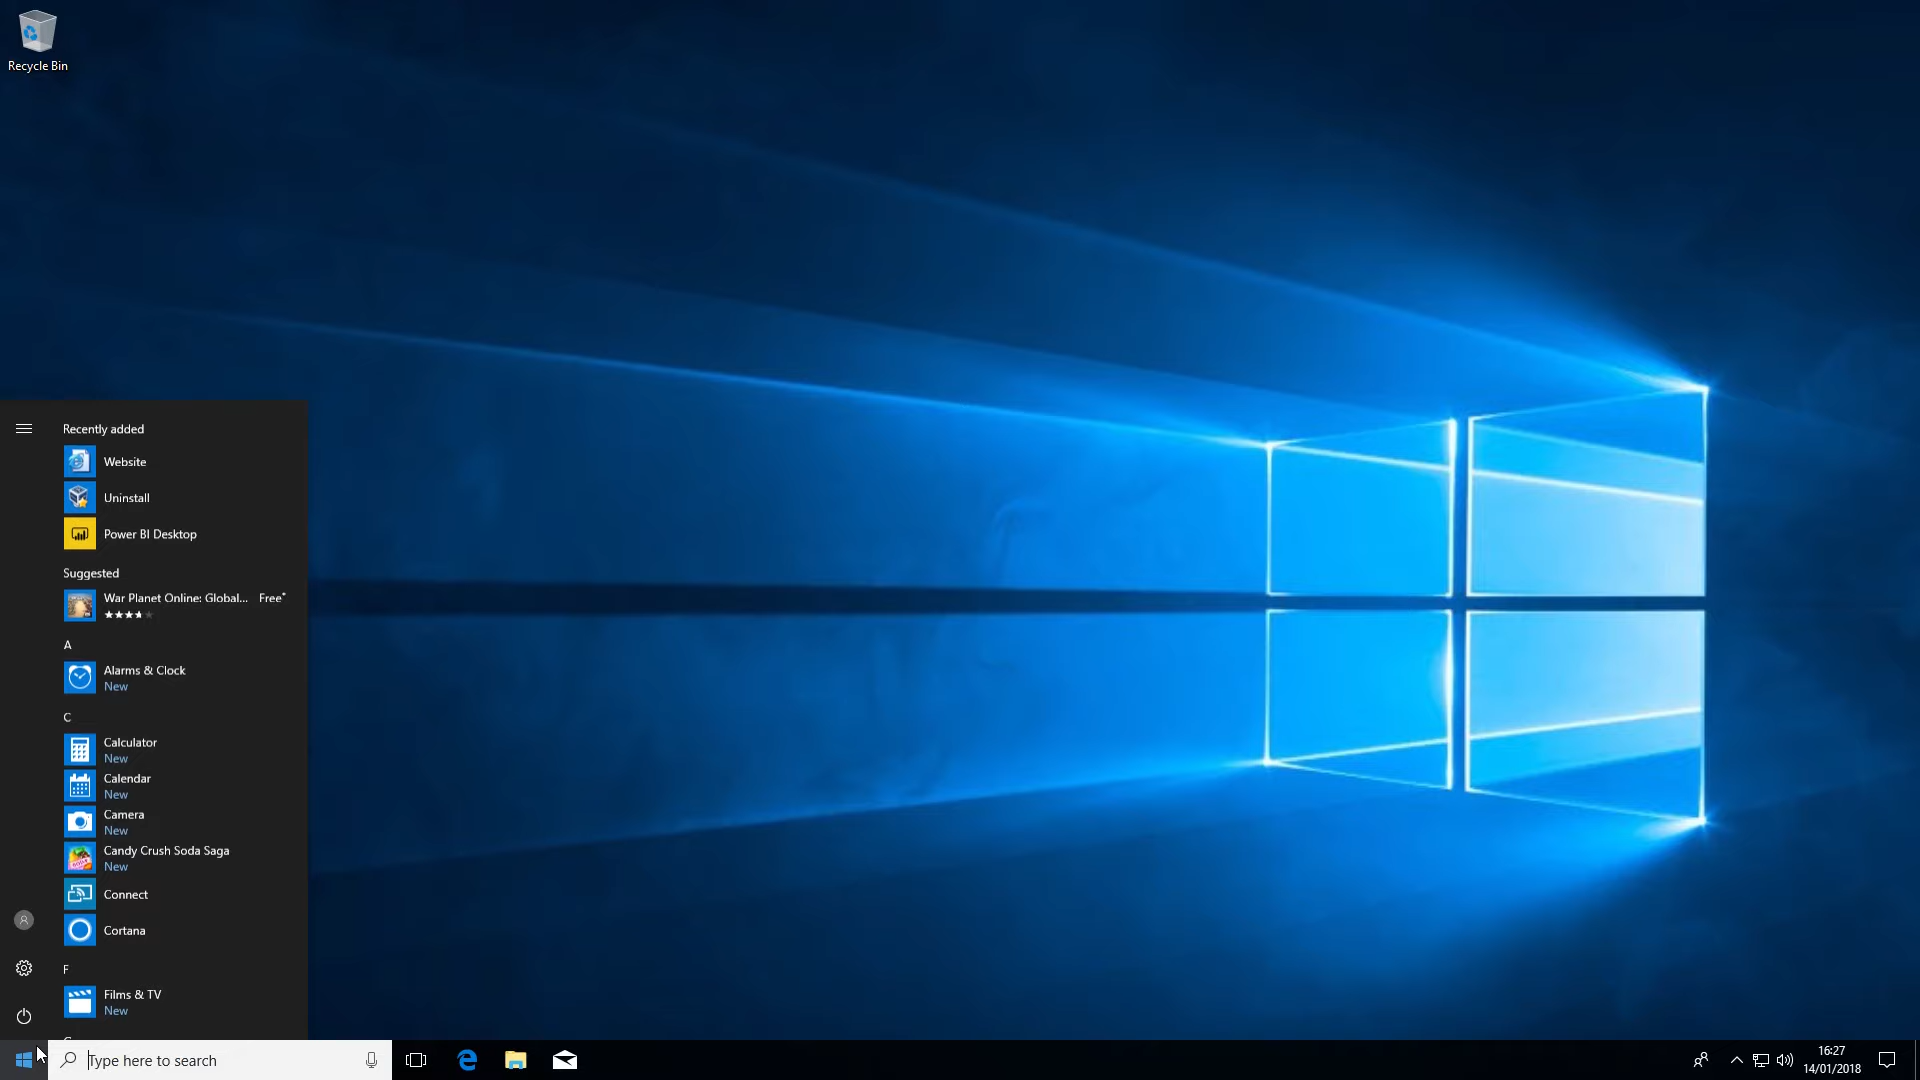 Recycle Bin
Recently added
Website
Uninstall
Power BI Desktop
Suggested
War Planet Online: Global... Free*
A
Alarms & Clock
New
C
Calculator
New
Calendar
New
Camera
New
Candy Crush Soda Saga
New
Connect
Cortana
F
Films & TV
New
Type here to search
16:27
14/01/2018